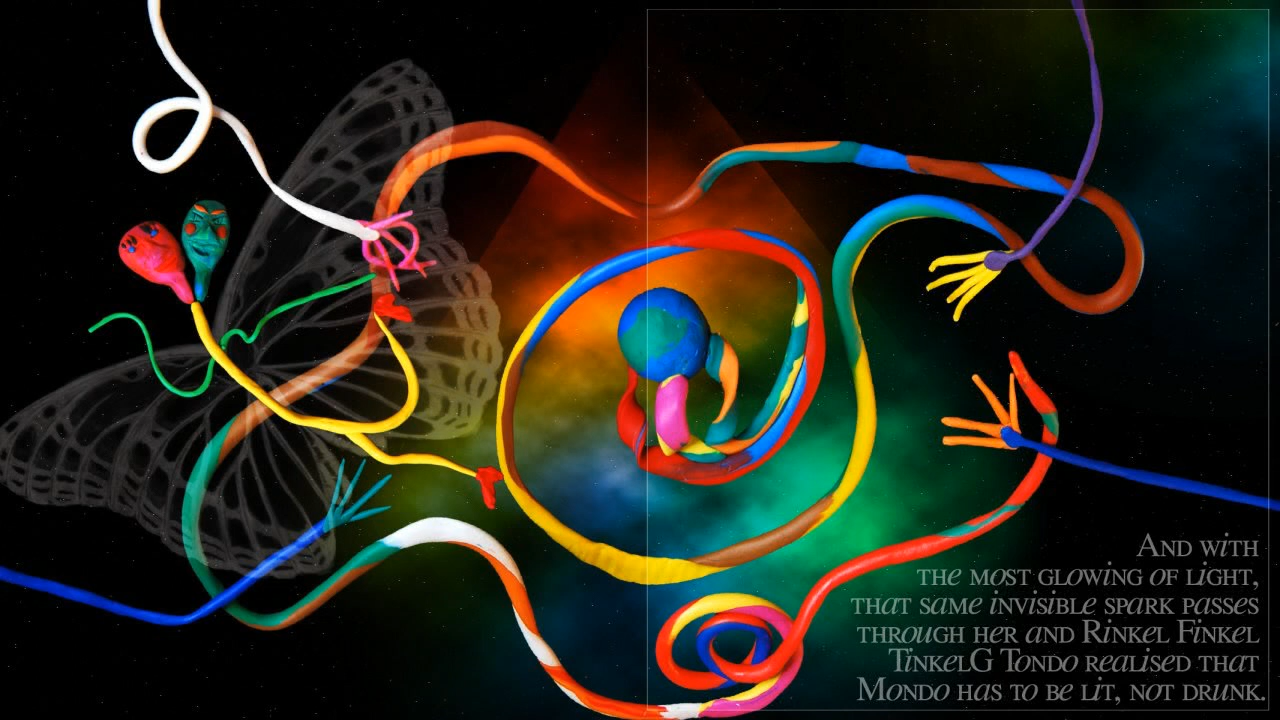 And with
the most glowing of light,
that same invisible spark passes
through her and Rinkel Finkel
TinkelG Tondo realised that
Mondo has to be lit, not drunk.